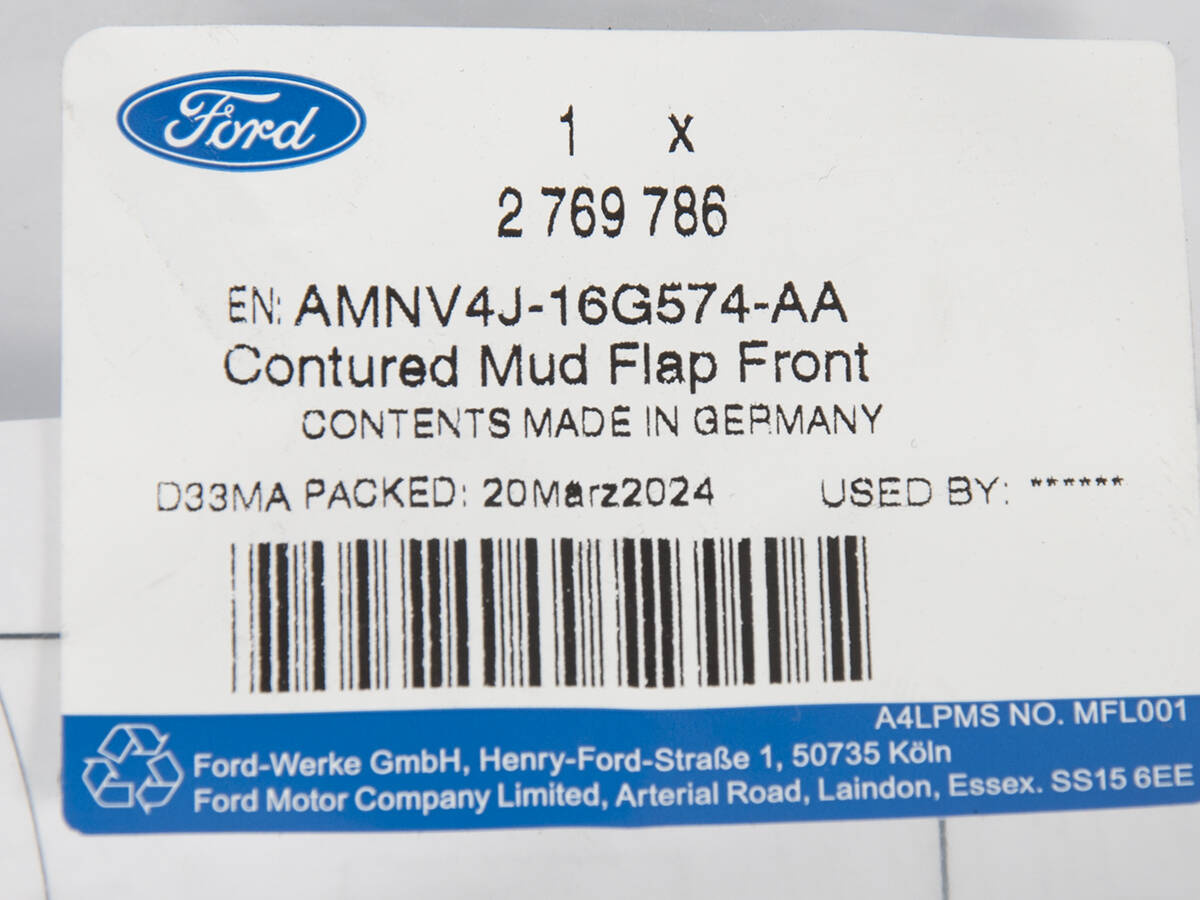 Ford
1 x
2 769 786
EN: AMNV4J-16G574-AA
Contured Mud Flap Front
CONTENTS MADE IN GERMANY
D33MA PACKED: 20Marz2024 USED BY: ******
A4LPMS NO. MFL001
Ford-Werke GmbH, Henry-Ford-Straße 1, 50735 Köln
Ford Motor Company Limited, Arterial Road, Laindon, Essex. SS15 6EE